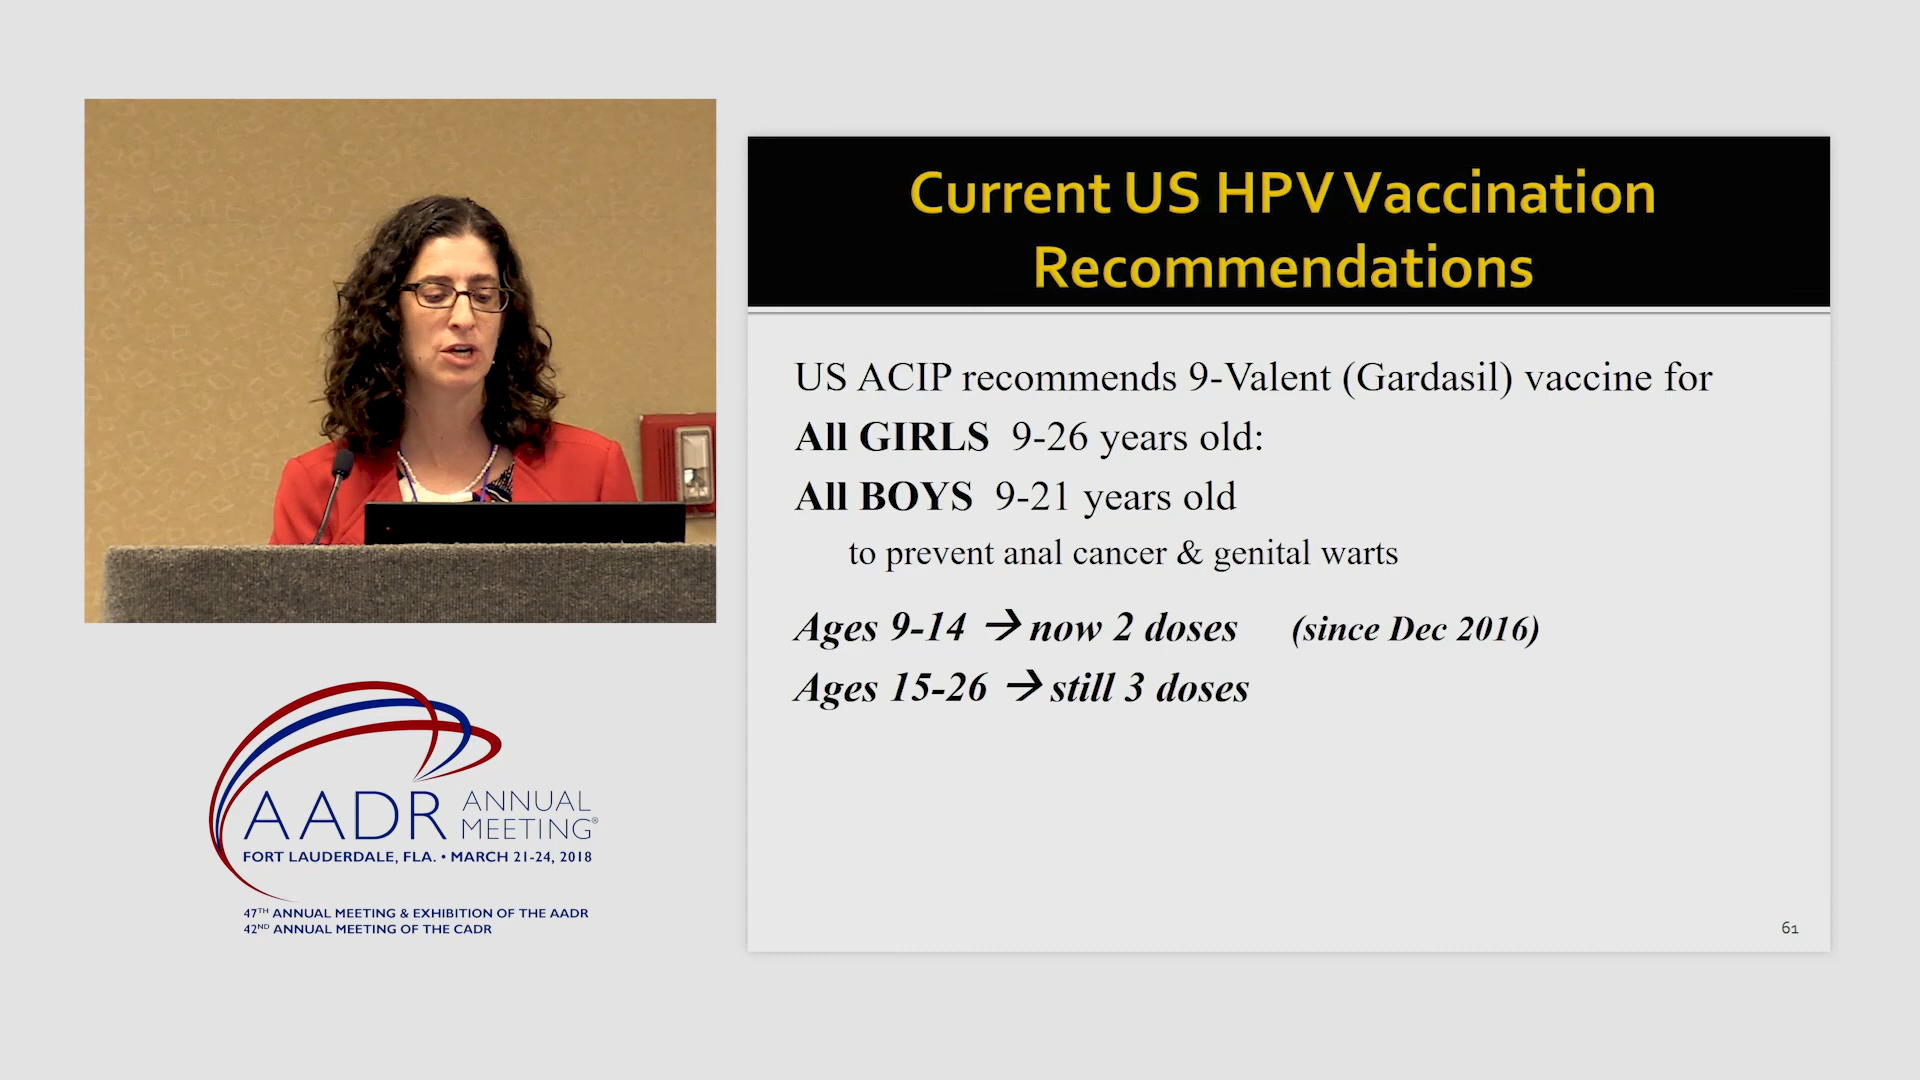 Current US HPV Vaccination
Recommendations
US ACIP recommends 9-Valent (Gardasil) vaccine for
All GIRLS 9-26 years old:
All BOYS 9-21 years old
to prevent anal cancer & genital warts
Ages 9-14 → now 2 doses (since Dec 2016)
Ages 15-26 → still 3 doses
61
AADR ANNUAL
MEETING®
FORT LAUDERDALE, FLA. • MARCH 21-24, 2018
47TH ANNUAL MEETING & EXHIBITION OF THE AADR
42ND ANNUAL MEETING OF THE CADR